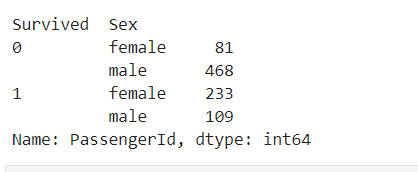 Survived  Sex
0         female     81
          male      468
1         female    233
          male      109
Name: PassengerId, dtype: int64